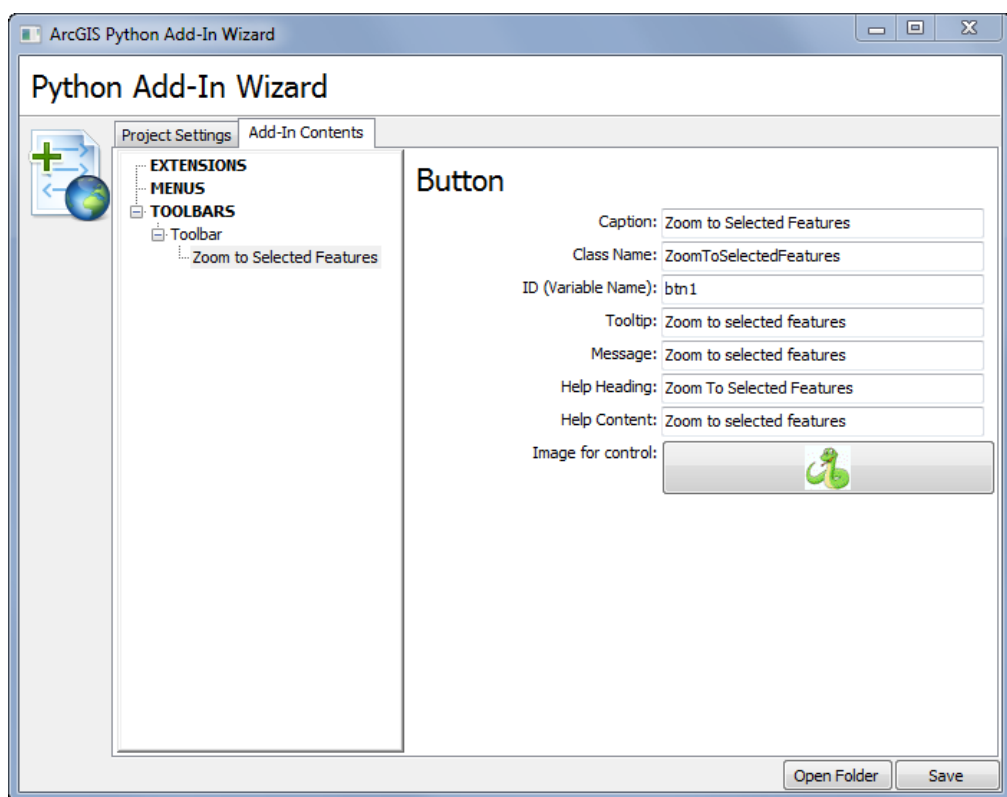 ArcGIS Python Add-In Wizard
Python Add-In Wizard
Project Settings Add-In Contents
EXTENSIONS
MENUS
TOOLBARS
Toolbar
Zoom to Selected Features
Button
Caption: Zoom to Selected Features
Class Name: ZoomToSelectedFeatures
ID (Variable Name): btn1
Tooltip: Zoom to selected features
Message: Zoom to selected features
Help Heading: Zoom To Selected Features
Help Content: Zoom to selected features
Image for control:
Open Folder Save